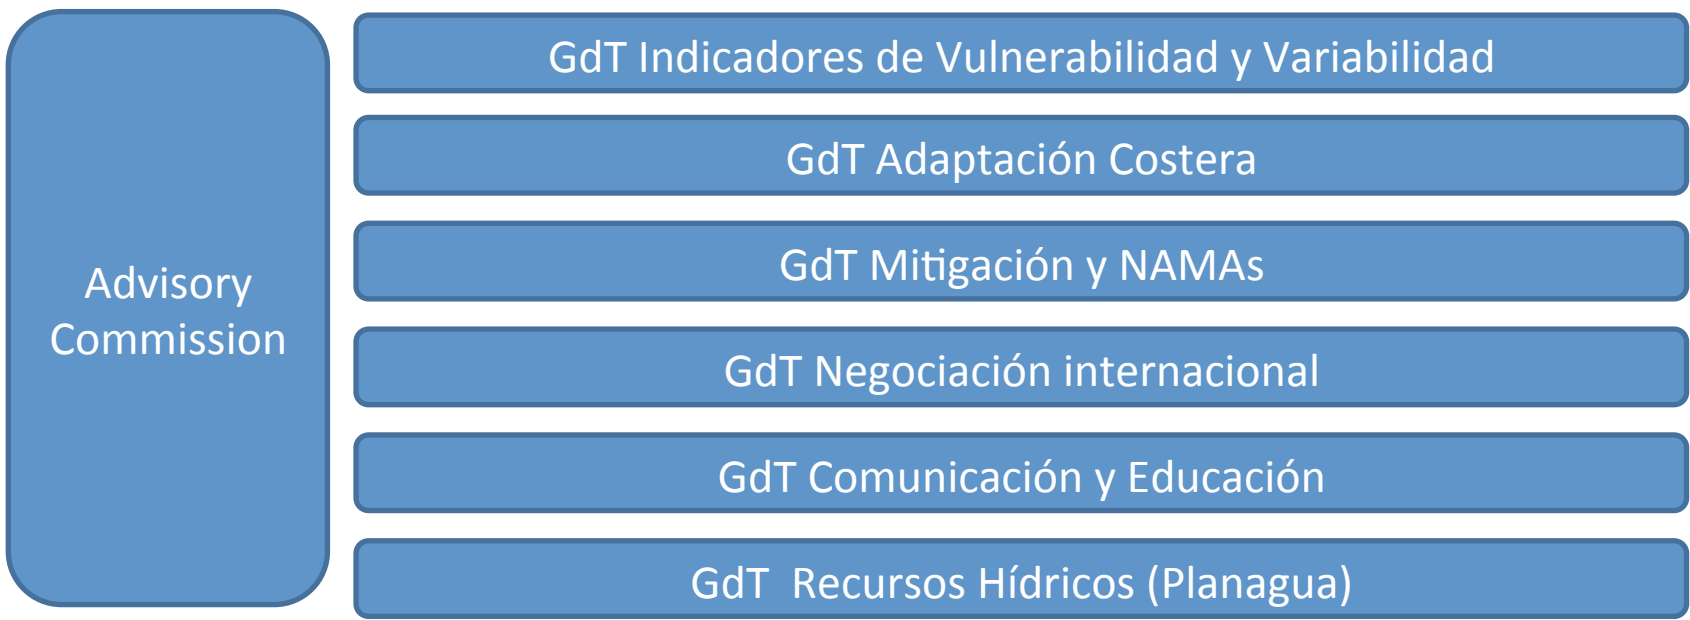 Advisory
Commission
GdT Indicadores de Vulnerabilidad y Variabilidad
GdT Adaptación Costera
GdT Mitigación y NAMAs
GdT Negociación internacional
GdT Comunicación y Educación
GdT  Recursos Hídricos (Planagua)